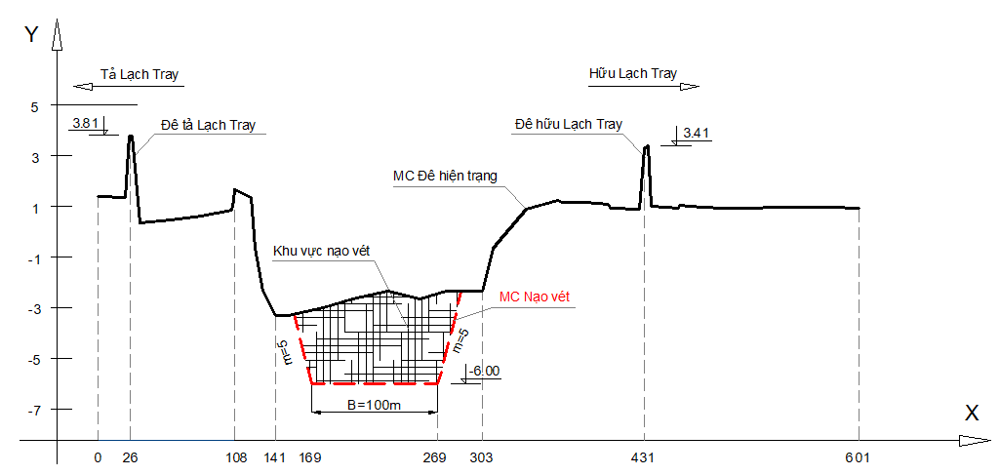 Y
Tả Lạch Tray
Hữu Lạch Tray
5
3.81
Đê tả Lạch Tray
Đê hữu Lạch Tray
3.41
3
MC Đê hiện trạng
1
Khu vực nạo vét
-1
MC Nạo vét
-3
m=5
m=5
-5
-6.00
B=100m
-7
X
0
26
108
141
169
269
303
431
601